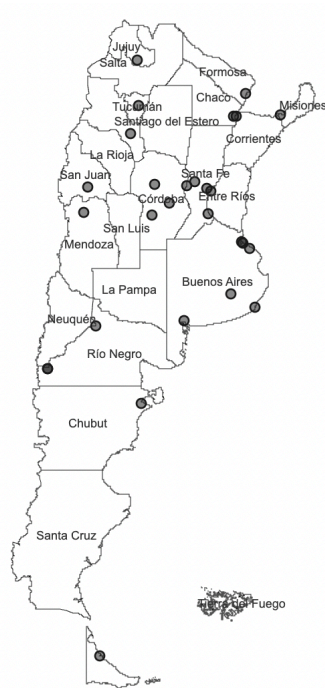 Jujuy
Salta
Formosa
Chaco
Misiones
Tucumán
Santiago del Estero
Corrientes
La Rioja
San Juan
Santa Fe
Córdoba
Entre Ríos
San Luis
Mendoza
Buenos Aires
La Pampa
Neuquén
Río Negro
Chubut
Santa Cruz
Tierra del Fuego